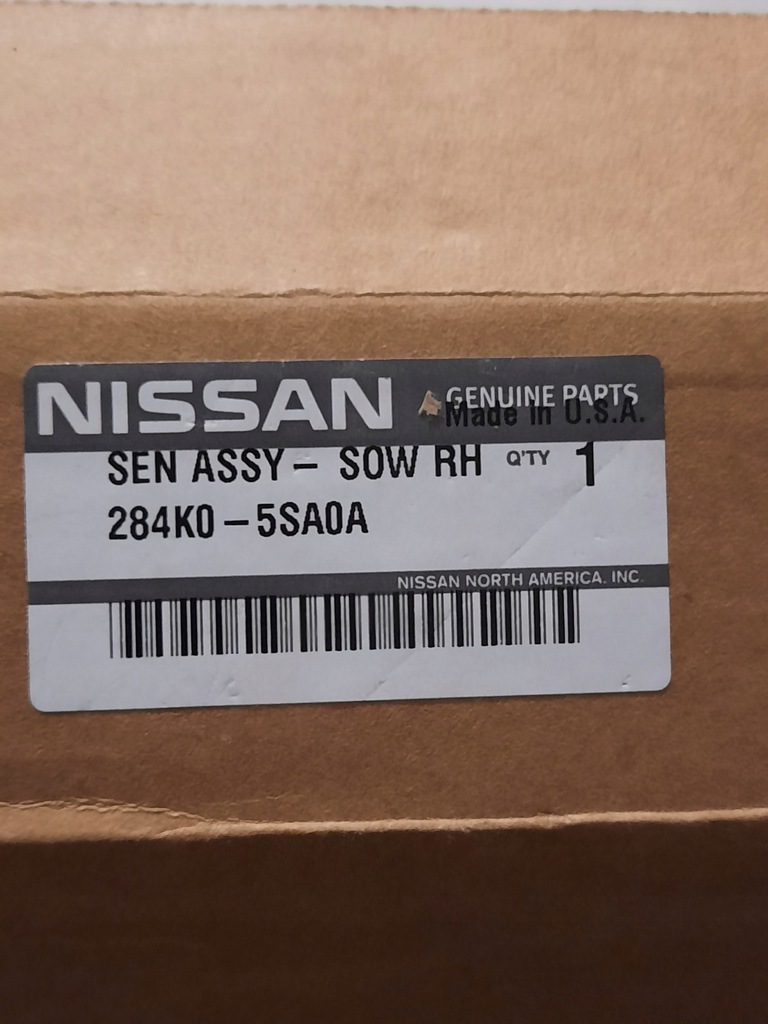 NISSAN GENUINE PARTS
Made in U.S.A.
SEN ASSY - SOW RH Q'TY 1
284K0 - 5SA0A
NISSAN NORTH AMERICA. INC.